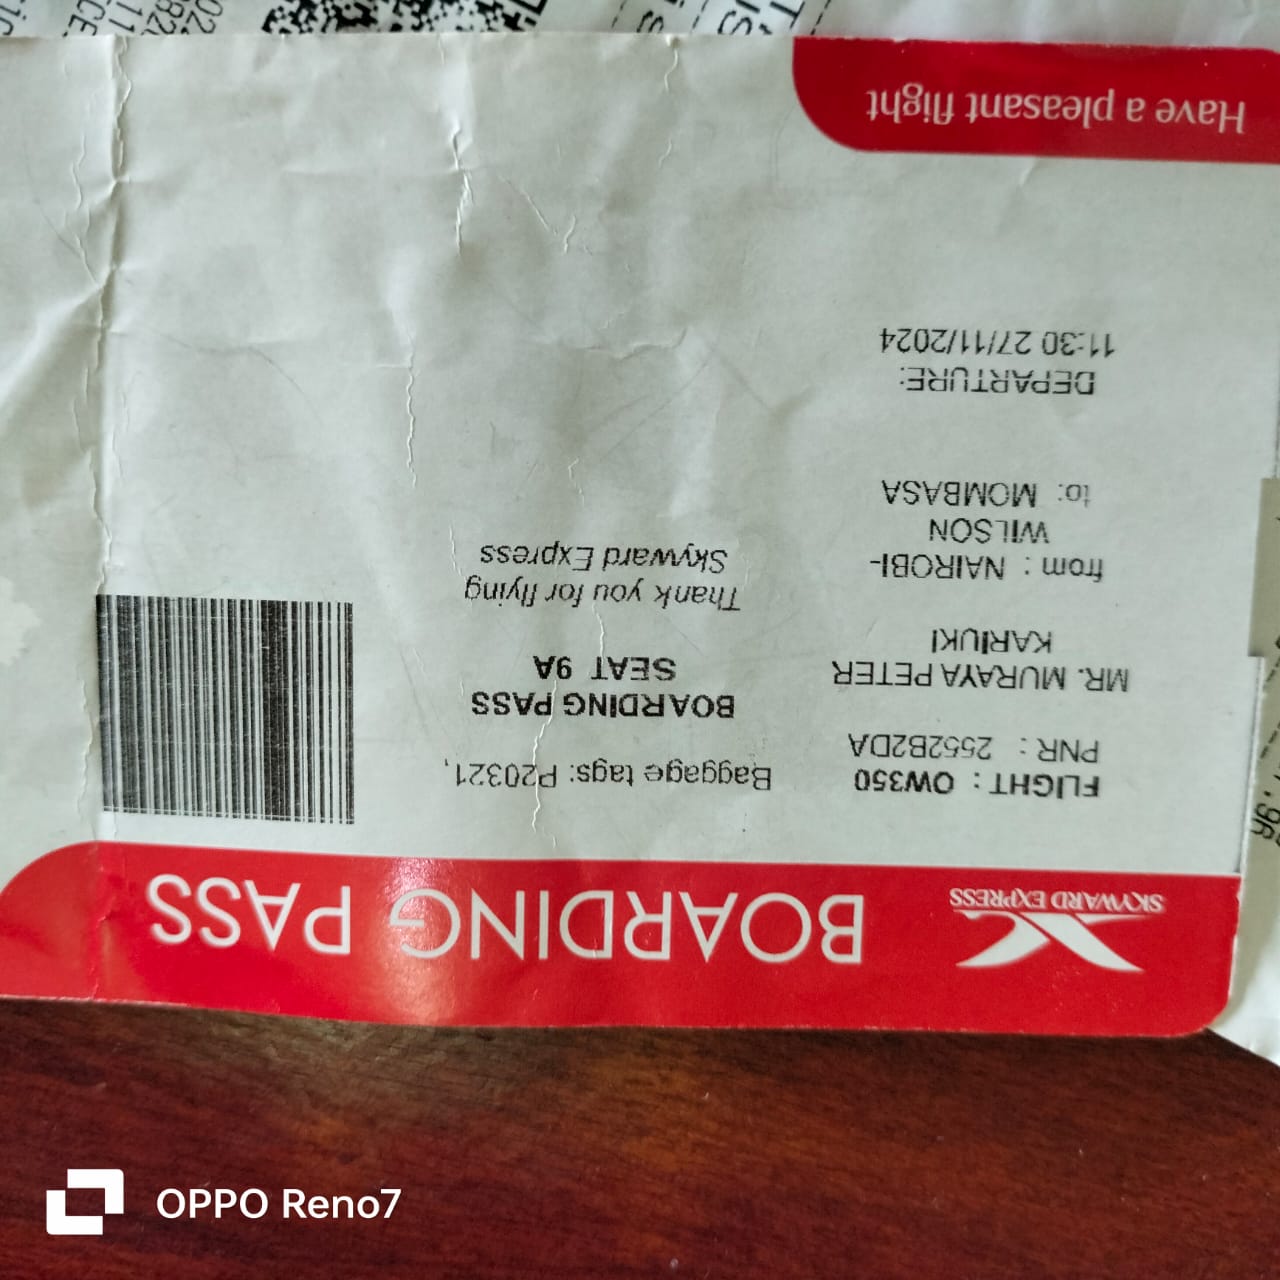 SKYWARD EXPRESS
BOARDING PASS
FLIGHT : OW350
PNR : 2552B2DA
MR. MURAYA PETER
KARIUKI
from : NAIROBI-
WILSON
to: MOMBASA
DEPARTURE:
11:30 27/11/2024
Baggage tags: P20321,
BOARDING PASS
SEAT 9A
Thank you for flying
Skyward Express
Have a pleasant flight
OPPO Reno7